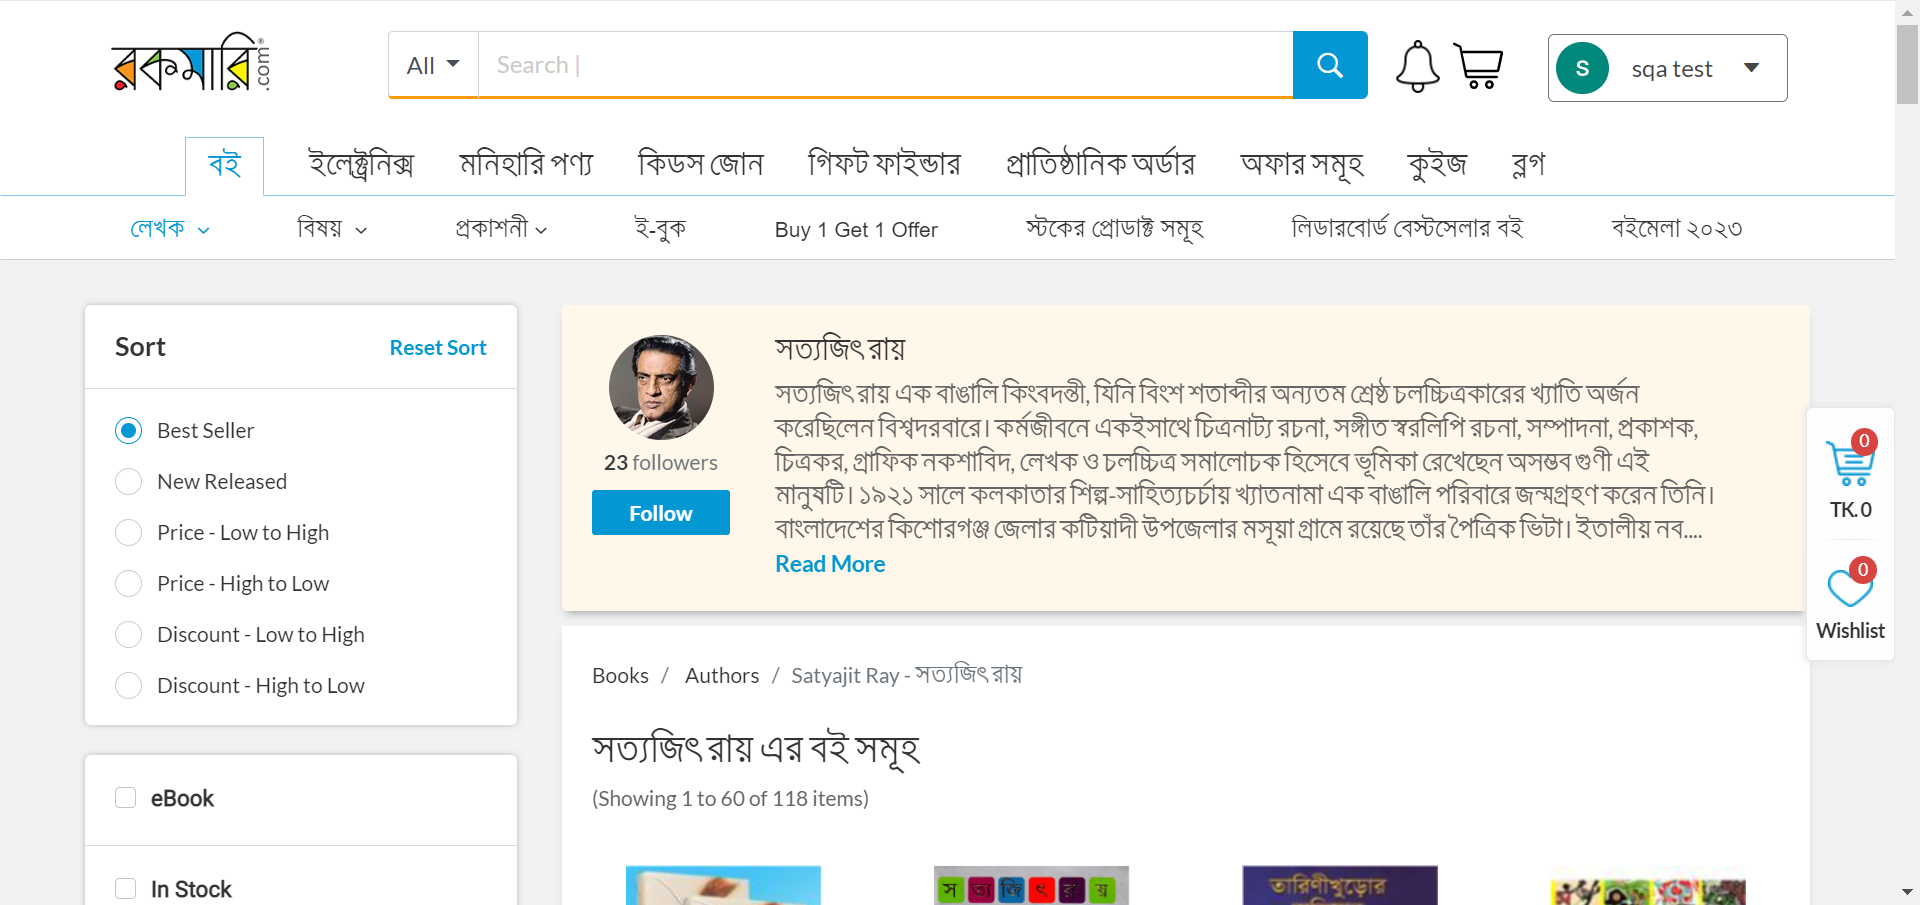 রকমারি.com
All
Search |
S
sqa test
বই
ইলেক্ট্রনিক্স
মনিহারি পণ্য
কিডস জোন
গিফট ফাইন্ডার
প্রাতিষ্ঠানিক অর্ডার
অফার সমূহ
কুইজ
ব্লগ
লেখক
বিষয়
প্রকাশনী
ই-বুক
Buy 1 Get 1 Offer
স্টকের প্রোডাক্ট সমূহ
লিডারবোর্ড বেস্টসেলার বই
বইমেলা ২০২৩
Sort
Reset Sort
Best Seller
New Released
Price - Low to High
Price - High to Low
Discount - Low to High
Discount - High to Low
eBook
In Stock
23 followers
Follow
সত্যজিৎ রায়
সত্যজিৎ রায় এক বাঙালি কিংবদন্তী, যিনি বিংশ শতাব্দীর অন্যতম শ্রেষ্ঠ চলচ্চিত্রকারের খ্যাতি অর্জন
করেছিলেন বিশ্বদরবারে। কর্মজীবনে একইসাথে চিত্রনাট্য রচনা, সঙ্গীত স্বরলিপি রচনা, সম্পাদনা, প্রকাশক,
চিত্রকর, গ্রাফিক নকশাবিদ, লেখক ও চলচ্চিত্র সমালোচক হিসেবে ভূমিকা রেখেছেন অসম্ভব গুণী এই
মানুষটি। ১৯২১ সালে কলকাতার শিল্প-সাহিত্যচর্চায় খ্যাতনামা এক বাঙালি পরিবারে জন্মগ্রহণ করেন তিনি।
বাংলাদেশের কিশোরগঞ্জ জেলার কটিয়াদী উপজেলার মসূয়া গ্রামে রয়েছে তাঁর পৈত্রিক ভিটা। ইতালীয় নব....
Read More
0
TK. 0
0
Wishlist
Books / Authors / Satyajit Ray - সত্যজিৎ রায়
সত্যজিৎ রায় এর বই সমূহ
(Showing 1 to 60 of 118 items)
সত্যজিৎ রায়
তারিণীখুড়োর